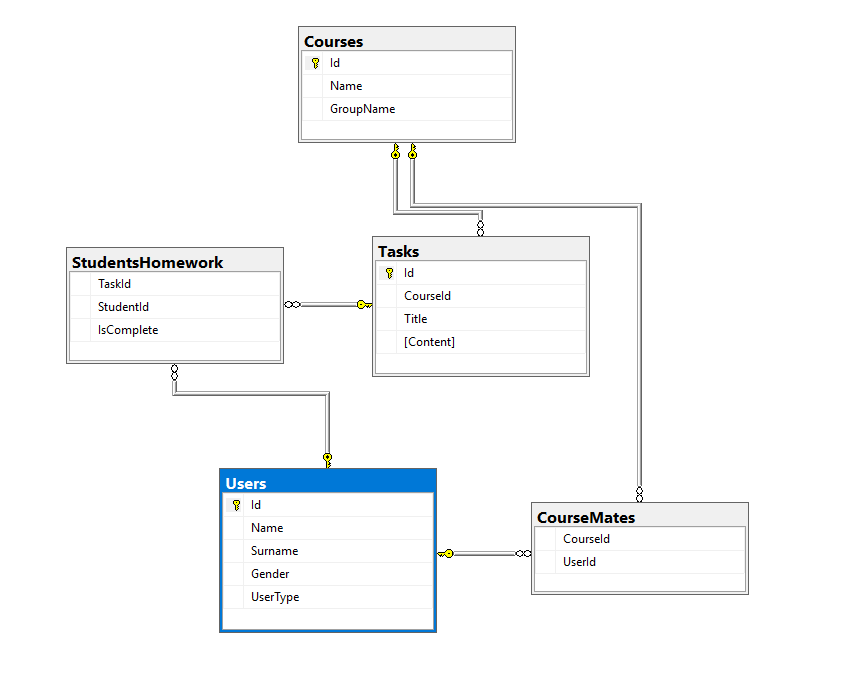 Courses
Id
Name
GroupName
StudentsHomework
TaskId
StudentId
IsComplete
Tasks
Id
CourseId
Title
[Content]
Users
Id
Name
Surname
Gender
UserType
CourseMates
CourseId
UserId